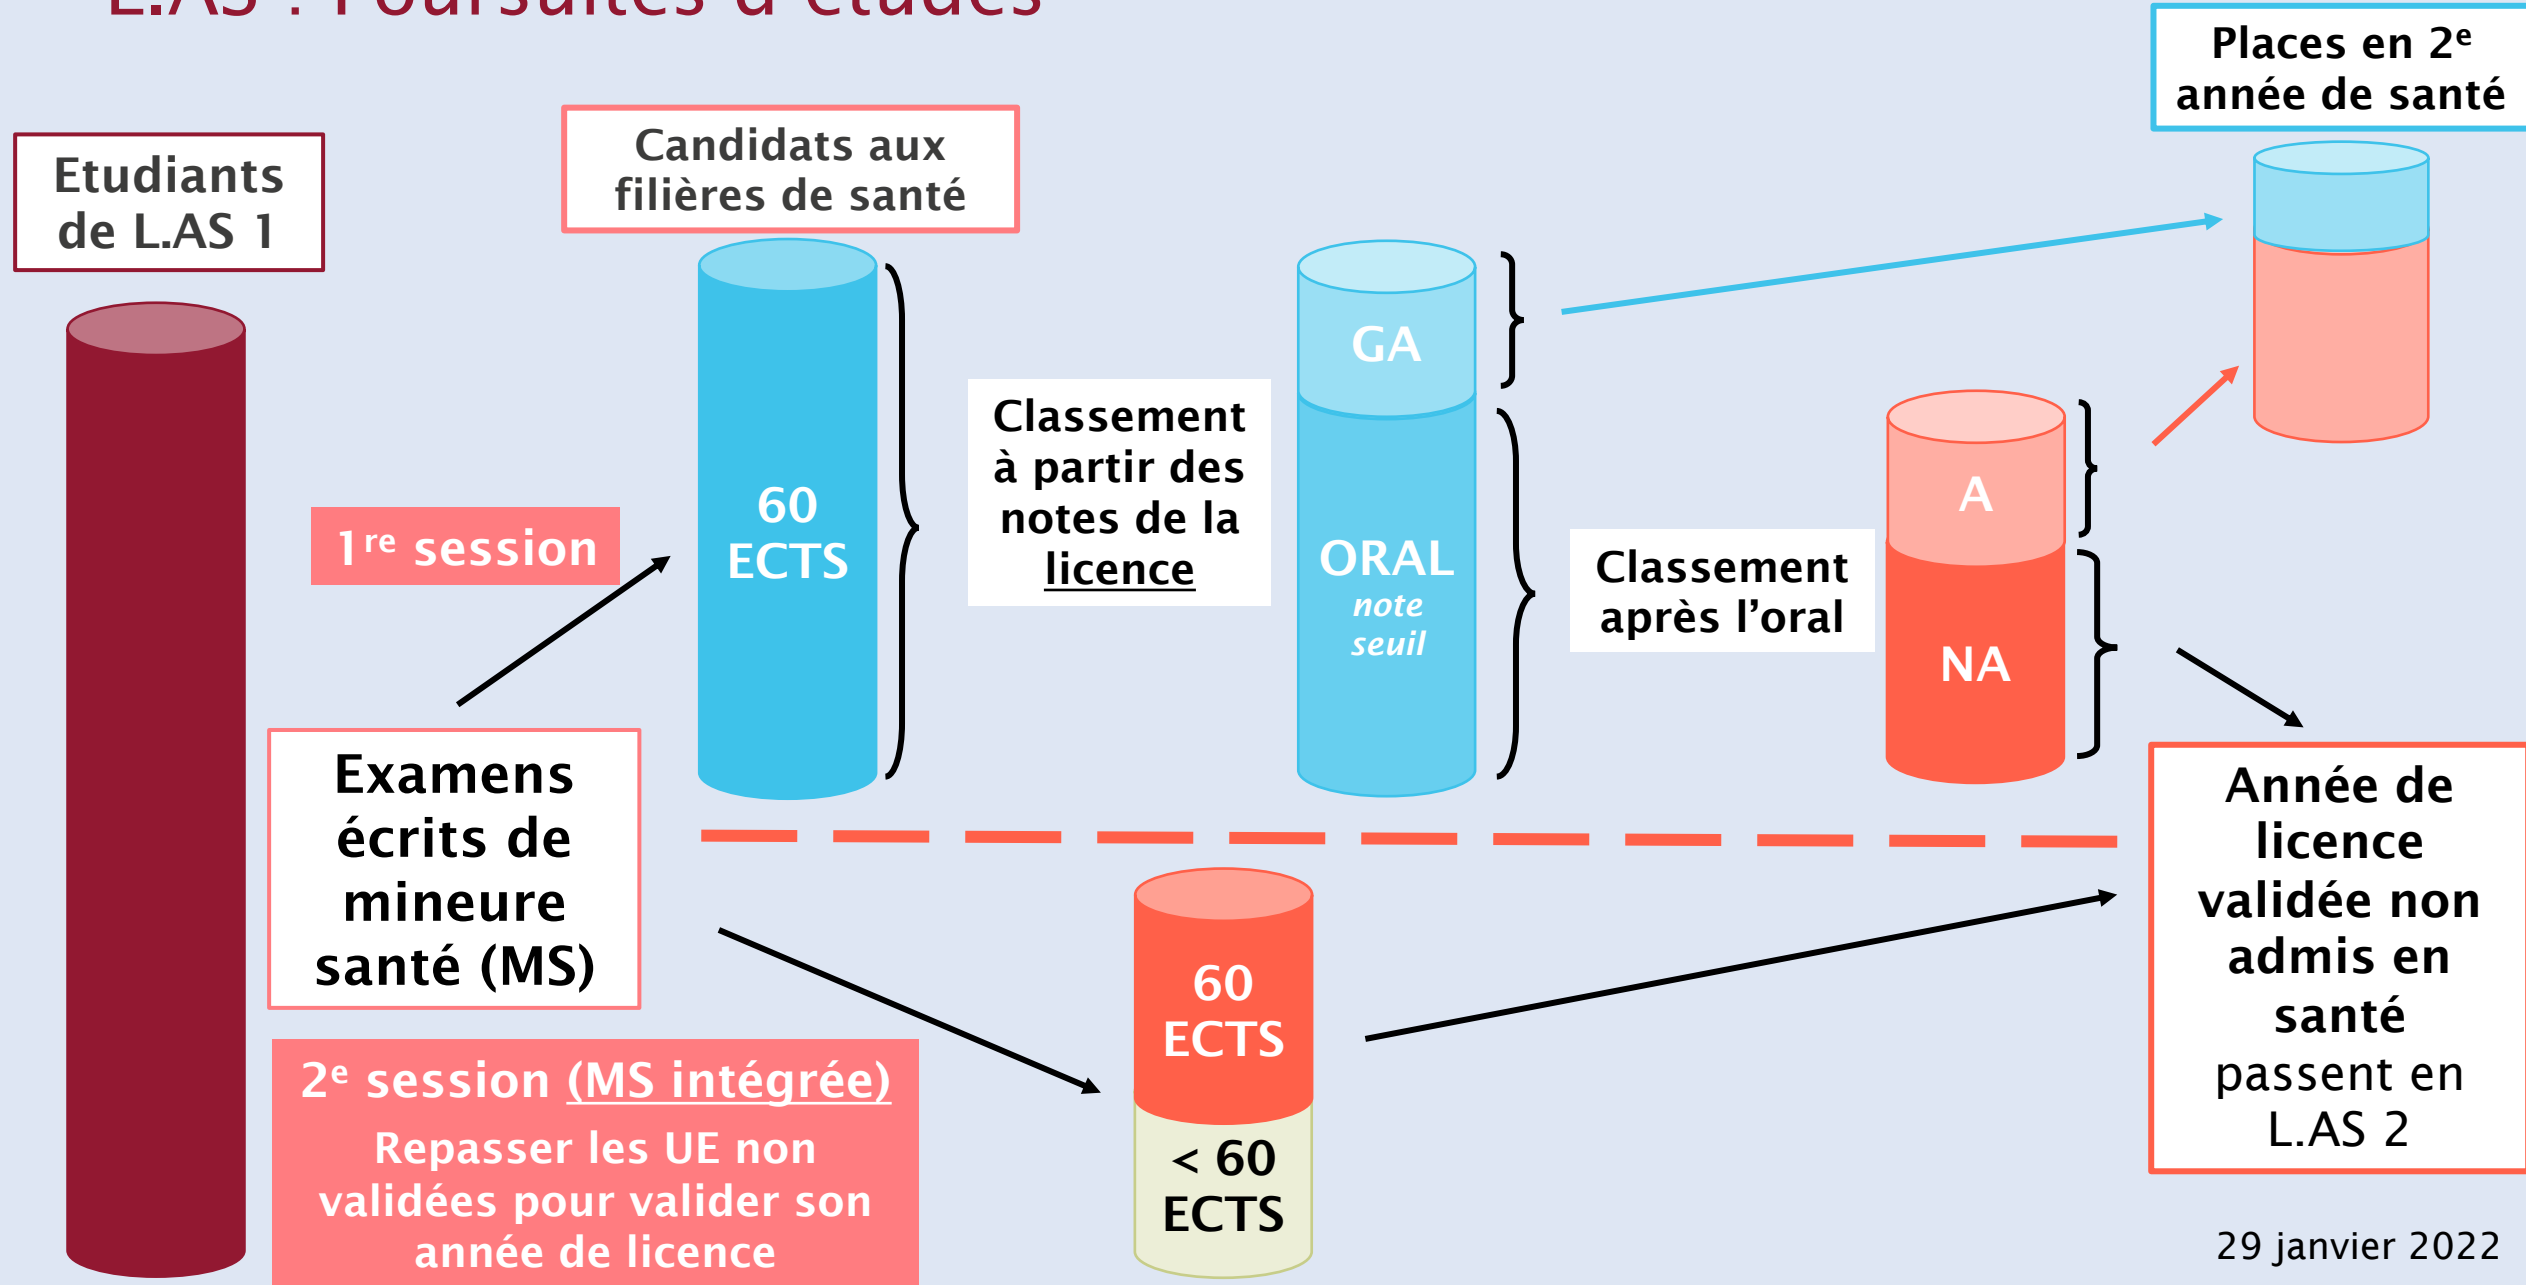 L.AS : Poursuites d'études
Places en 2e
année de santé
Etudiants
de L.AS 1
Candidats aux
filières de santé
GA
Classement
à partir des
notes de la
licence
1re session
60
ECTS
ORAL
note
seuil
Classement
après l’oral
A
NA
Examens
écrits de
mineure
santé (MS)
2e session (MS intégrée)
Repasser les UE non
validées pour valider son
année de licence
60
ECTS
< 60
ECTS
Année de
licence
validée non
admis en
santé
passent en
L.AS 2
29 janvier 2022